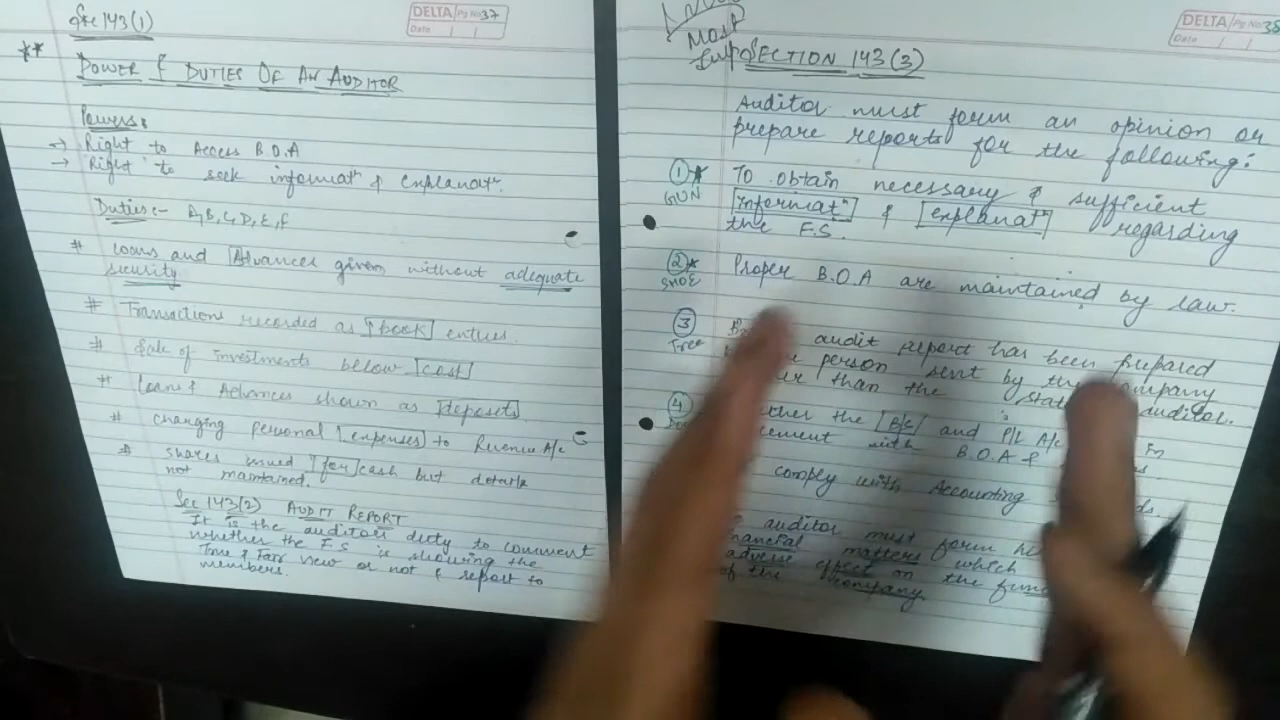 Sec 143(1)
DELTA Pg No 37
Date
** POWER & DUTIES OF AN AUDITOR
Powers:
→ Right to Access B.O.A
→ Right to seek informatn & explanatn.
Duties:- A, B, C, D, E, F
# Loans and Advances given without adequate
security
# Transactions recorded as book entries.
# Sale of investments below cost
# Loans & Advances shown as deposits
# changing personal expenses to Revenue A/c
# shares issued for cash but details
not maintained.
Sec 143(2) AUDIT REPORT
It is the auditors duty to comment
whether the F.S is showing the
True & Fair view or not & report to
members.
DELTA Pg No 38
Date
Most
Imp SECTION 143(3)
Auditor must form an opinion or
prepare reports for the following:
① * To obtain necessary & sufficient
GUN informatn & explanatn regarding
the F.S.
② * Proper B.O.A are maintained by law.
SHOE
③ audit report has been prepared
Tree person sent by the company
than the auditor.
④ the B/S and P/L A/c in
with B.O.A &
comply with Accounting
auditor must form
financial matters which
adverse effect on the
of the company.